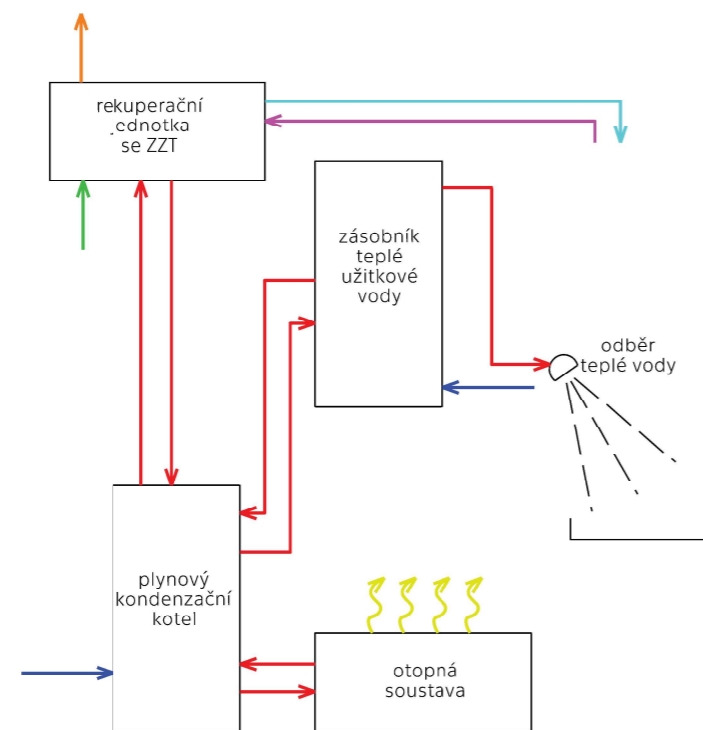 rekuperační
jednotka
se ZZT
zásobník
teplé
užitkové
vody
odběr
teplé vody
plynový
kondenzační
kotel
otopná
soustava